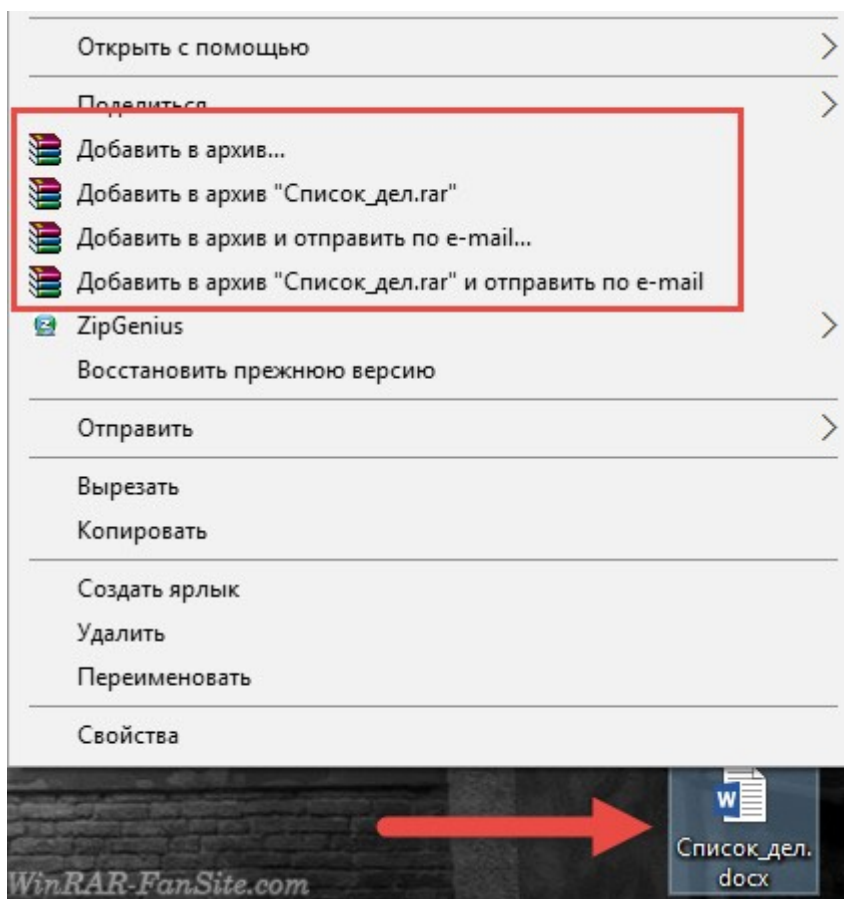 Открыть с помощью
Поделиться
Добавить в архив...
Добавить в архив "Список_дел.rar"
Добавить в архив и отправить по e-mail...
Добавить в архив "Список_дел.rar" и отправить по e-mail
ZipGenius
Восстановить прежнюю версию
Отправить
Вырезать
Копировать
Создать ярлык
Удалить
Переименовать
Свойства
W
Список_дел.
docx
WinRAR-FanSite.com